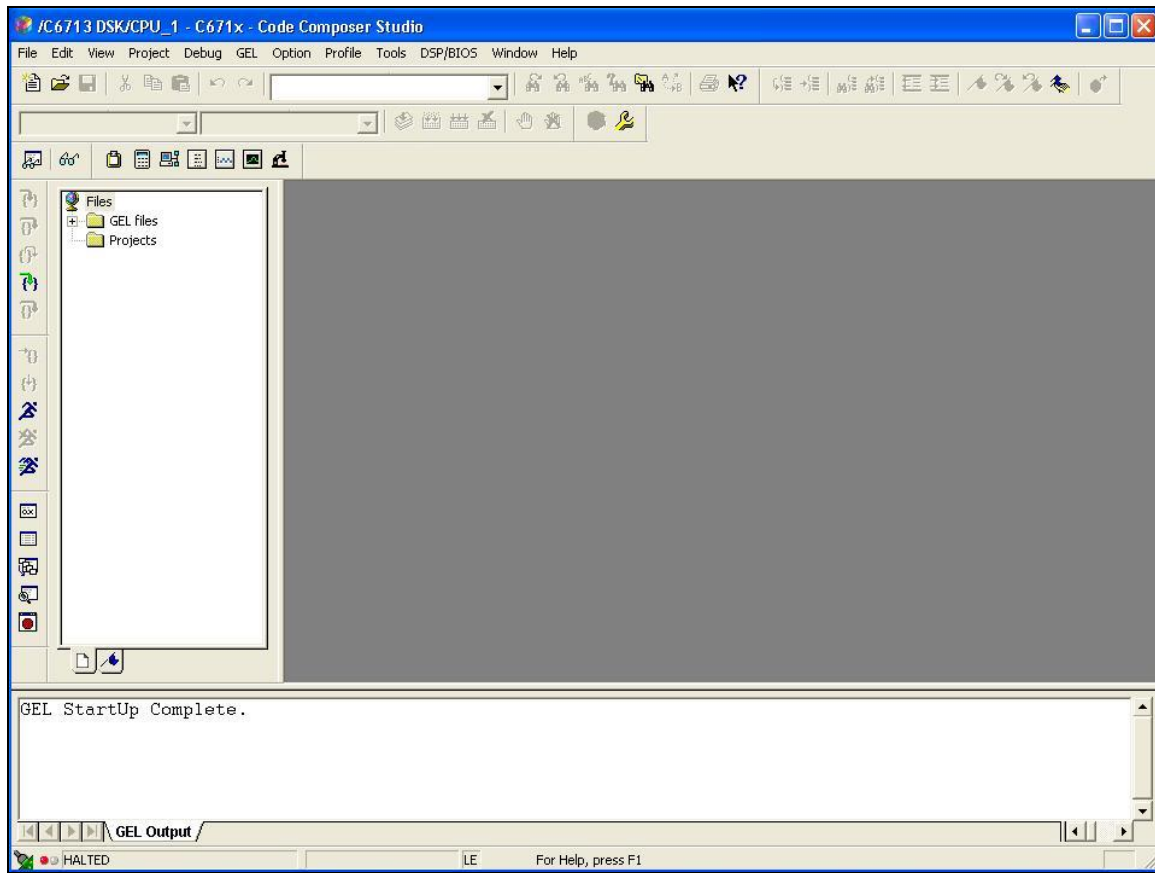 /C6713 DSK/CPU_1 - C671x - Code Composer Studio
File Edit View Project Debug GEL Option Profile Tools DSP/BIOS Window Help
Files
GEL files
Projects
GEL StartUp Complete.
GEL Output
HALTED LE For Help, press F1